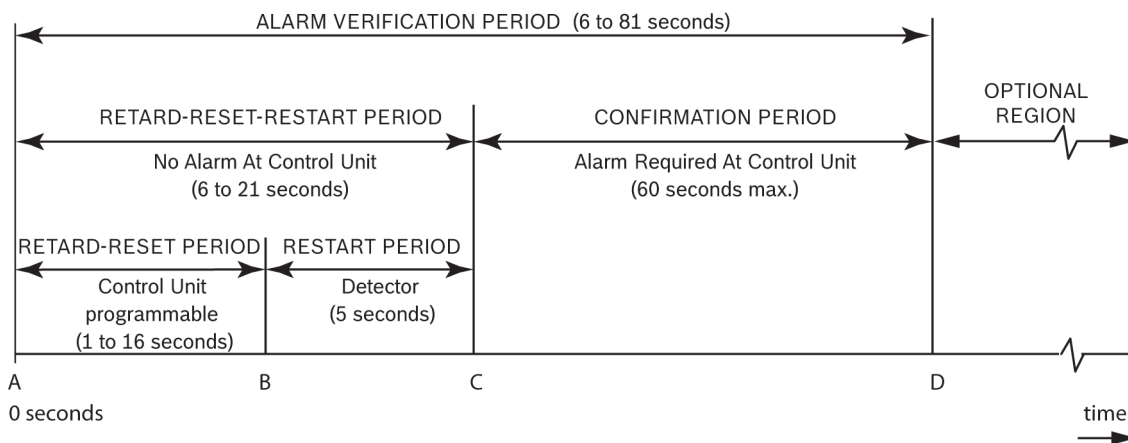 ALARM VERIFICATION PERIOD (6 to 81 seconds)
OPTIONAL
REGION
RETARD-RESET-RESTART PERIOD
CONFIRMATION PERIOD
No Alarm At Control Unit
(6 to 21 seconds)
Alarm Required At Control Unit
(60 seconds max.)
RETARD-RESET PERIOD
RESTART PERIOD
Control Unit
programmable
(1 to 16 seconds)
Detector
(5 seconds)
A
B
C
D
0 seconds
time